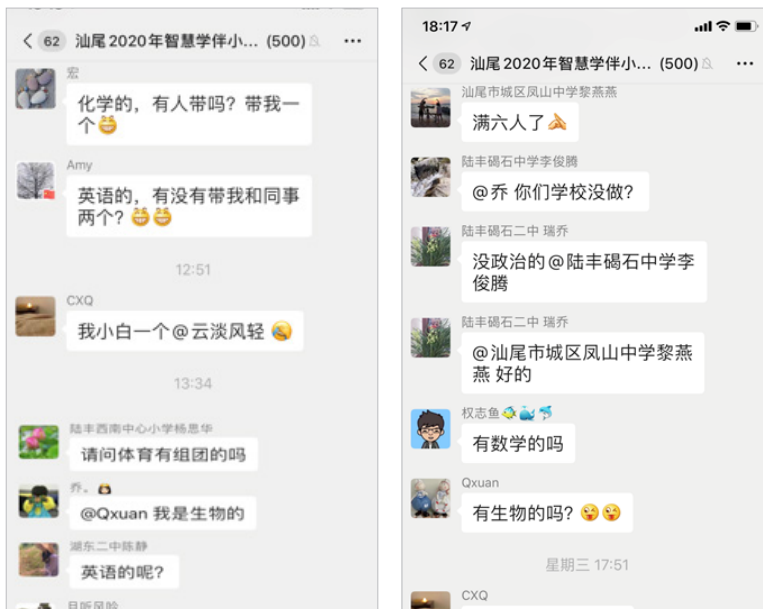 62 汕尾2020年智慧学伴小... (500)
宏
化学的，有人带吗？带我一
个
Amy
英语的，有没有带我和同事
两个？
12:51
CXQ
我小白一个@云淡风轻
13:34
陆丰西南中心小学杨思华
请问体育有组团的吗
乔。
@Qxuan 我是生物的
湖东二中陈静
英语的呢？
且听风吟
18:17
62 汕尾2020年智慧学伴小... (500)
汕尾市城区凤山中学黎燕燕
满六人了
陆丰碣石中学李俊腾
@乔 你们学校没做？
陆丰碣石二中 瑞乔
没政治的@陆丰碣石中学李
俊腾
陆丰碣石二中 瑞乔
@汕尾市城区凤山中学黎燕
燕 好的
权志鱼
有数学的吗
Qxuan
有生物的吗？
星期三 17:51
CXQ